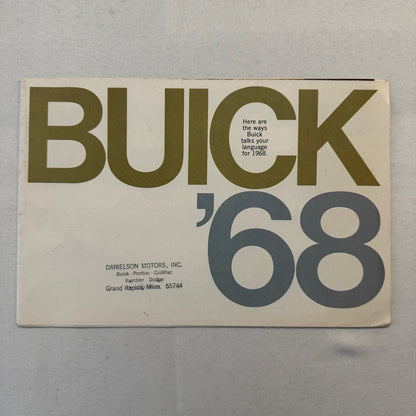 BUICK
Here are
the ways
Buick
talks your
language
for 1968.
'68
DANIELSON MOTORS, INC.
Buick - Pontiac - Cadillac
Rambler - Dodge
Grand Rapids, Minn. 55744